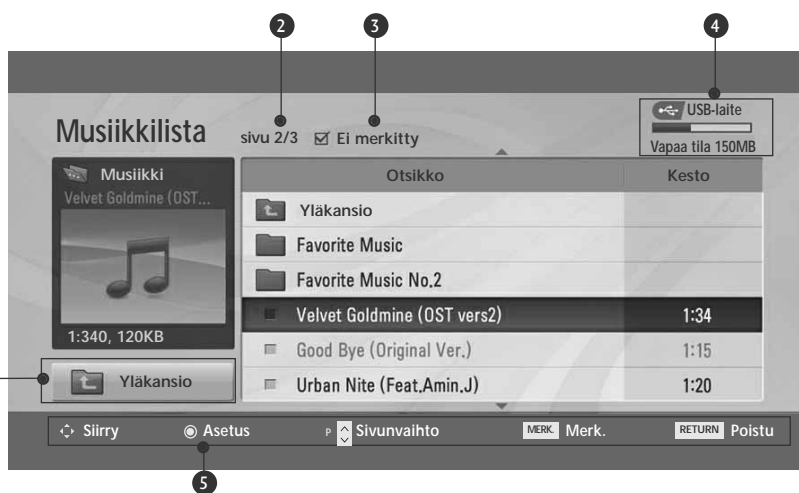 2 3 4
USB-laite
Musiikkilista sivu 2/3 Ei merkitty
Vapaa tila 150MB
Musiikki Otsikko Kesto
Velvet Goldmine (OST...
Yläkansio
Favorite Music
Favorite Music No.2
Velvet Goldmine (OST vers2) 1:34
1:340, 120KB
Good Bye (Original Ver.) 1:15
Yläkansio
Urban Nite (Feat.Amin.J) 1:20
Siirry Asetus P Sivunvaihto MERK. Merk. RETURN Poistu
5